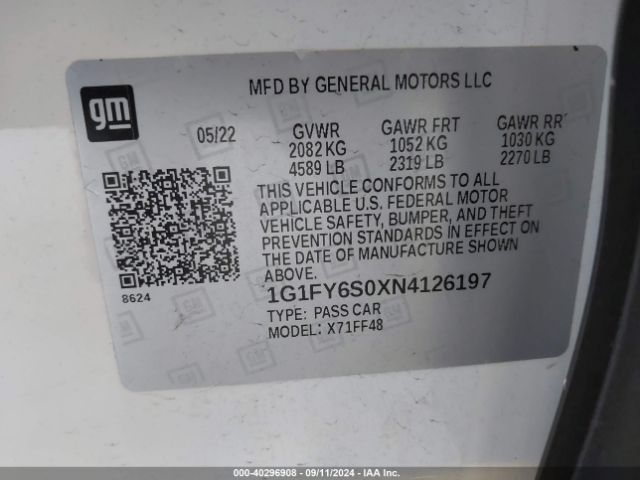 gm
MFD BY GENERAL MOTORS LLC
05/22 GVWR GAWR FRT GAWR RR
2082 KG 1052 KG 1030 KG
4589 LB 2319 LB 2270 LB
THIS VEHICLE CONFORMS TO ALL
APPLICABLE U.S. FEDERAL MOTOR
VEHICLE SAFETY, BUMPER, AND THEFT
PREVENTION STANDARDS IN EFFECT ON
THE DATE OF MANUFACTURE SHOWN
ABOVE.
8624
1G1FY6S0XN4126197
TYPE: PASS CAR
MODEL: X71FF48
000-40296908 - 09/11/2024 - IAA Inc.